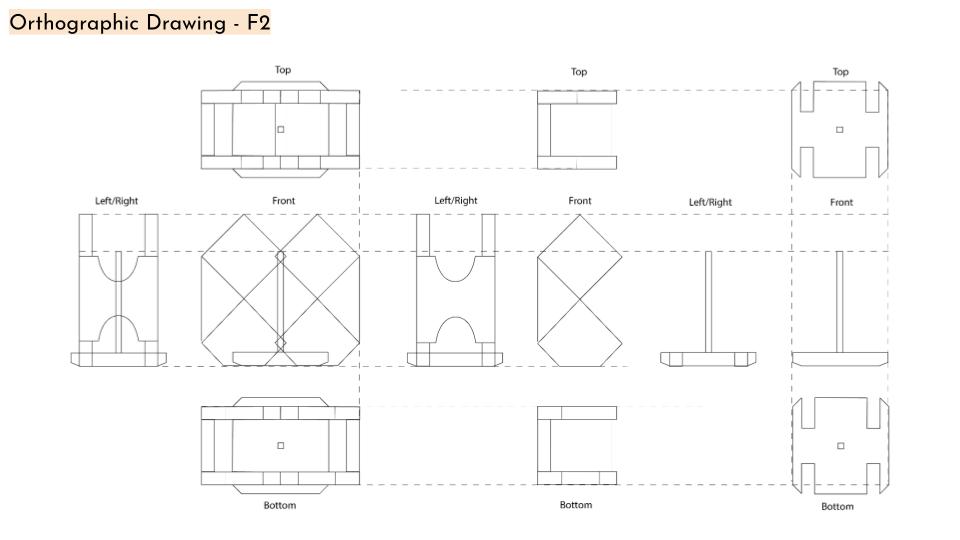 Orthographic Drawing - F2
Top
Top
Top
Left/Right
Front
Left/Right
Front
Left/Right
Front
Bottom
Bottom
Bottom